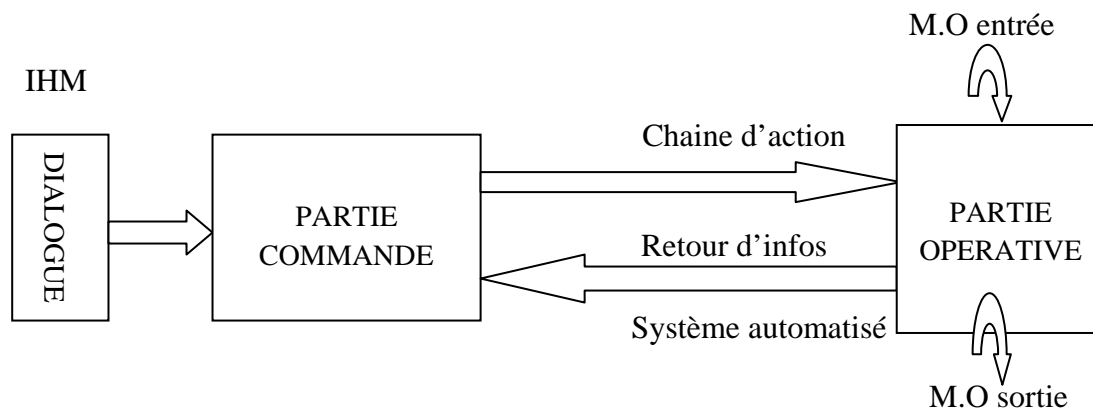 M.O entrée
IHM
DIALOGUE
PARTIE
COMMANDE
Chaine d’action
Retour d’infos
Système automatisé
PARTIE
OPERATIVE
M.O sortie